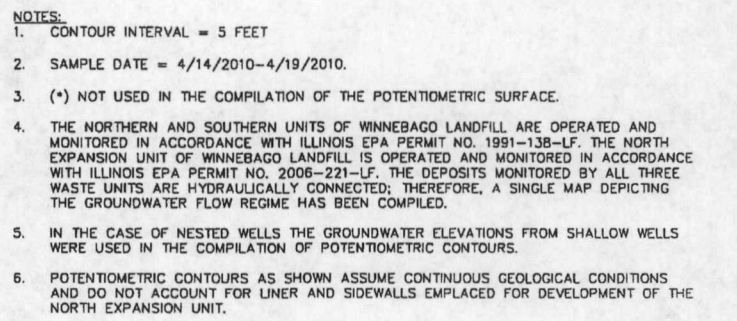 NOTES:
1. CONTOUR INTERVAL = 5 FEET
2. SAMPLE DATE = 4/14/2010-4/19/2010.
3. (*) NOT USED IN THE COMPILATION OF THE POTENTIOMETRIC SURFACE.
4. THE NORTHERN AND SOUTHERN UNITS OF WINNEBAGO LANDFILL ARE OPERATED AND
MONITORED IN ACCORDANCE WITH ILLINOIS EPA PERMIT NO. 1991-138-LF. THE NORTH
EXPANSION UNIT OF WINNEBAGO LANDFILL IS OPERATED AND MONITORED IN ACCORDANCE
WITH ILLINOIS EPA PERMIT NO. 2006-221-LF. THE DEPOSITS MONITORED BY ALL THREE
WASTE UNITS ARE HYDRAULICALLY CONNECTED; THEREFORE, A SINGLE MAP DEPICTING
THE GROUNDWATER FLOW REGIME HAS BEEN COMPILED.
5. IN THE CASE OF NESTED WELLS THE GROUNDWATER ELEVATIONS FROM SHALLOW WELLS
WERE USED IN THE COMPILATION OF POTENTIOMETRIC CONTOURS.
6. POTENTIOMETRIC CONTOURS AS SHOWN ASSUME CONTINUOUS GEOLOGICAL CONDITIONS
AND DO NOT ACCOUNT FOR LINER AND SIDEWALLS EMPLACED FOR DEVELOPMENT OF THE
NORTH EXPANSION UNIT.